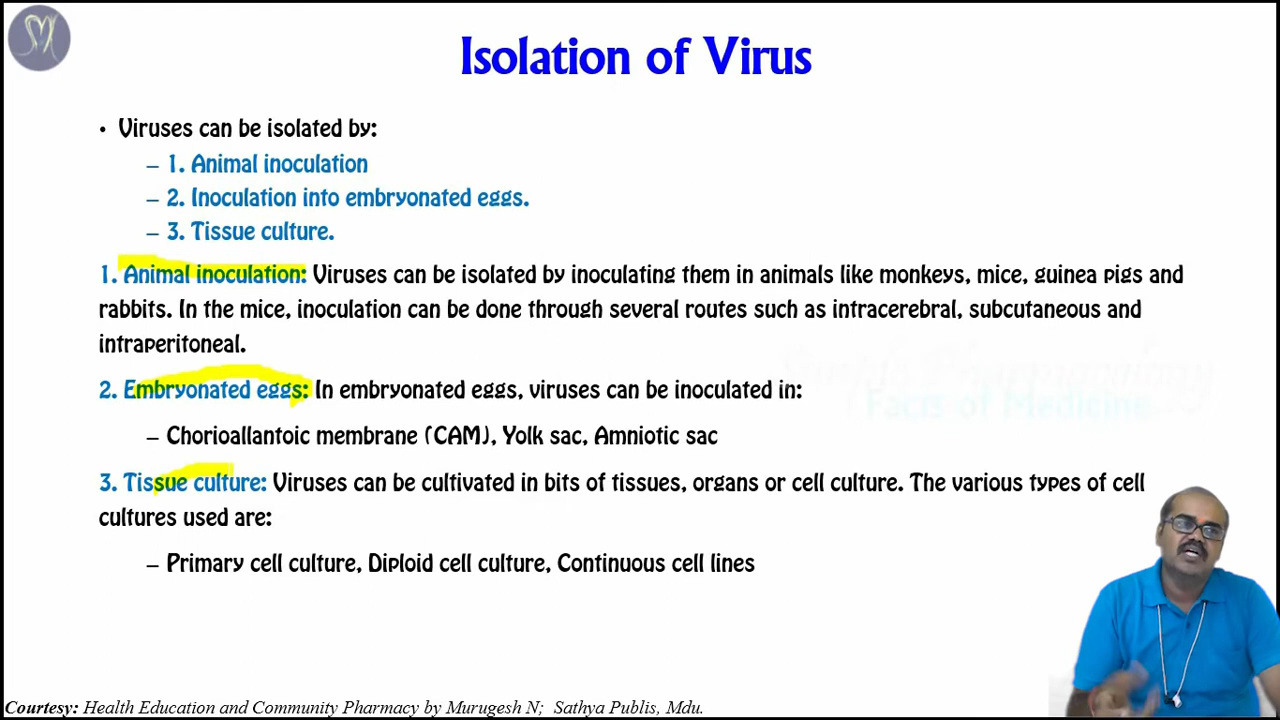 Isolation of Virus
• Viruses can be isolated by:
– 1. Animal inoculation
– 2. Inoculation into embryonated eggs.
– 3. Tissue culture.
1. Animal inoculation: Viruses can be isolated by inoculating them in animals like monkeys, mice, guinea pigs and
rabbits. In the mice, inoculation can be done through several routes such as intracerebral, subcutaneous and
intraperitoneal.
2. Embryonated eggs: In embryonated eggs, viruses can be inoculated in:
Facts of Medicine
– Chorioallantoic membrane (CAM), Yolk sac, Amniotic sac
3. Tissue culture: Viruses can be cultivated in bits of tissues, organs or cell culture. The various types of cell
cultures used are:
– Primary cell culture, Diploid cell culture, Continuous cell lines
Courtesy: Health Education and Community Pharmacy by Murugesh N; Sathya Publis, Mdu.